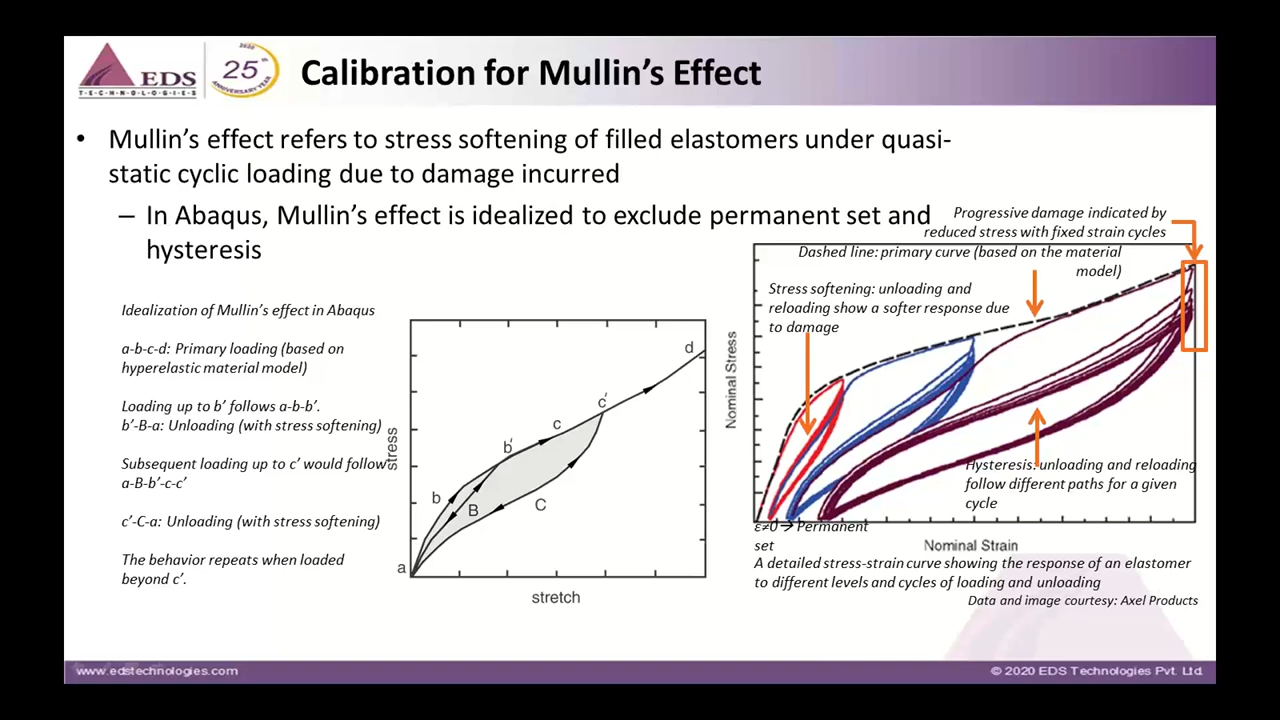 EDS
TECHNOLOGIES
2020
25th
ANNIVERSARY YEAR
Calibration for Mullin's Effect
• Mullin's effect refers to stress softening of filled elastomers under quasi-
static cyclic loading due to damage incurred
– In Abaqus, Mullin's effect is idealized to exclude permanent set and
hysteresis
Idealization of Mullin's effect in Abaqus
a-b-c-d: Primary loading (based on
hyperelastic material model)
Loading up to b' follows a-b-b'.
b'-B-a: Unloading (with stress softening)
Subsequent loading up to c' would follow
a-B-b'-c-c'
c'-C-a: Unloading (with stress softening)
The behavior repeats when loaded
beyond c'.
stress
d
c'
c
b'
b
B
C
a
stretch
Progressive damage indicated by
reduced stress with fixed strain cycles
Dashed line: primary curve (based on the material
model)
Stress softening: unloading and
reloading show a softer response due
to damage
Nominal Stress
Hysteresis: unloading and reloading
follow different paths for a given
cycle
ε≠0→ Permanent
set
Nominal Strain
A detailed stress-strain curve showing the response of an elastomer
to different levels and cycles of loading and unloading
Data and image courtesy: Axel Products
www.edstechnologies.com
© 2020 EDS Technologies Pvt. Ltd.